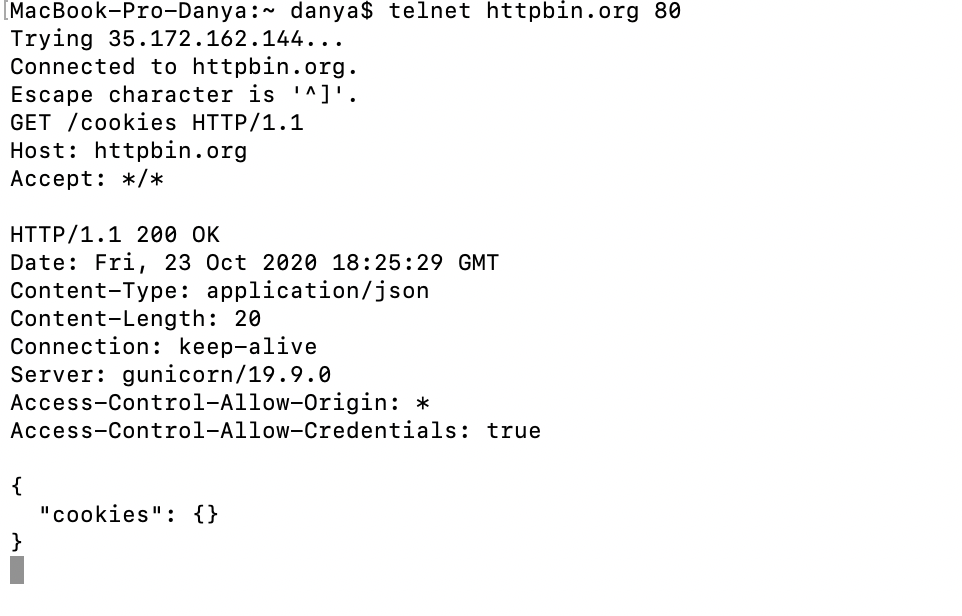 [MacBook-Pro-Danya:~ danya$ telnet httpbin.org 80
Trying 35.172.162.144...
Connected to httpbin.org.
Escape character is '^]'.
GET /cookies HTTP/1.1
Host: httpbin.org
Accept: */*

HTTP/1.1 200 OK
Date: Fri, 23 Oct 2020 18:25:29 GMT
Content-Type: application/json
Content-Length: 20
Connection: keep-alive
Server: gunicorn/19.9.0
Access-Control-Allow-Origin: *
Access-Control-Allow-Credentials: true

{
  "cookies": {}
}